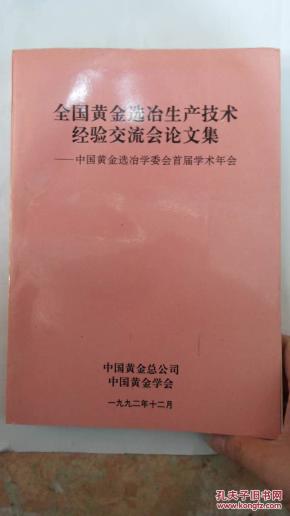 全国黄金选冶生产技术
经验交流会论文集
——中国黄金选冶学委会首届学术年会
中国黄金总公司
中国黄金学会
一九九二年十二月
孔夫子旧书网